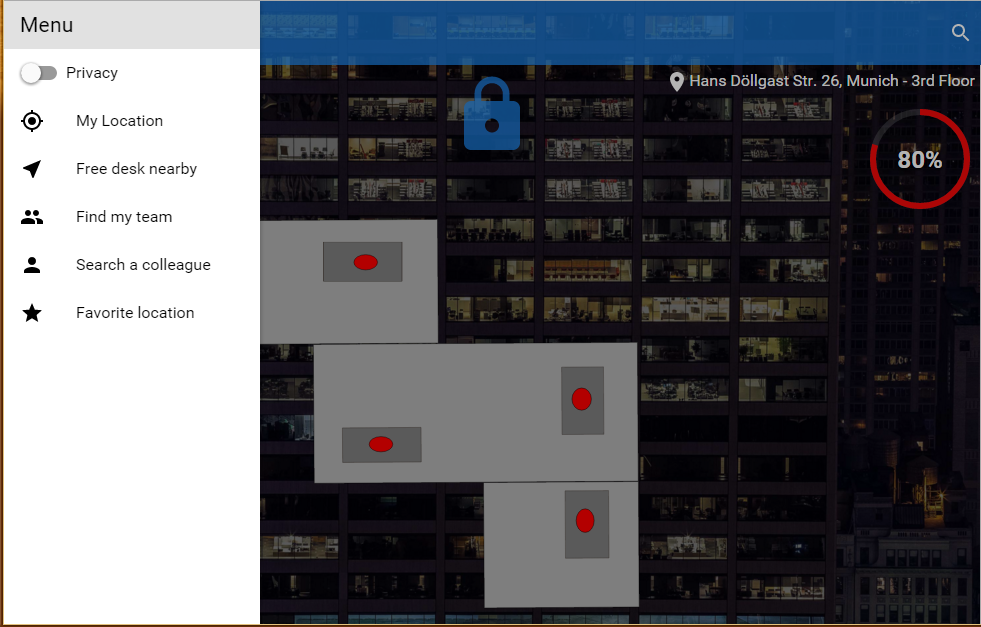 Menu
Privacy
My Location
Free desk nearby
Find my team
Search a colleague
Favorite location
Hans Döllgast Str. 26, Munich - 3rd Floor
80%